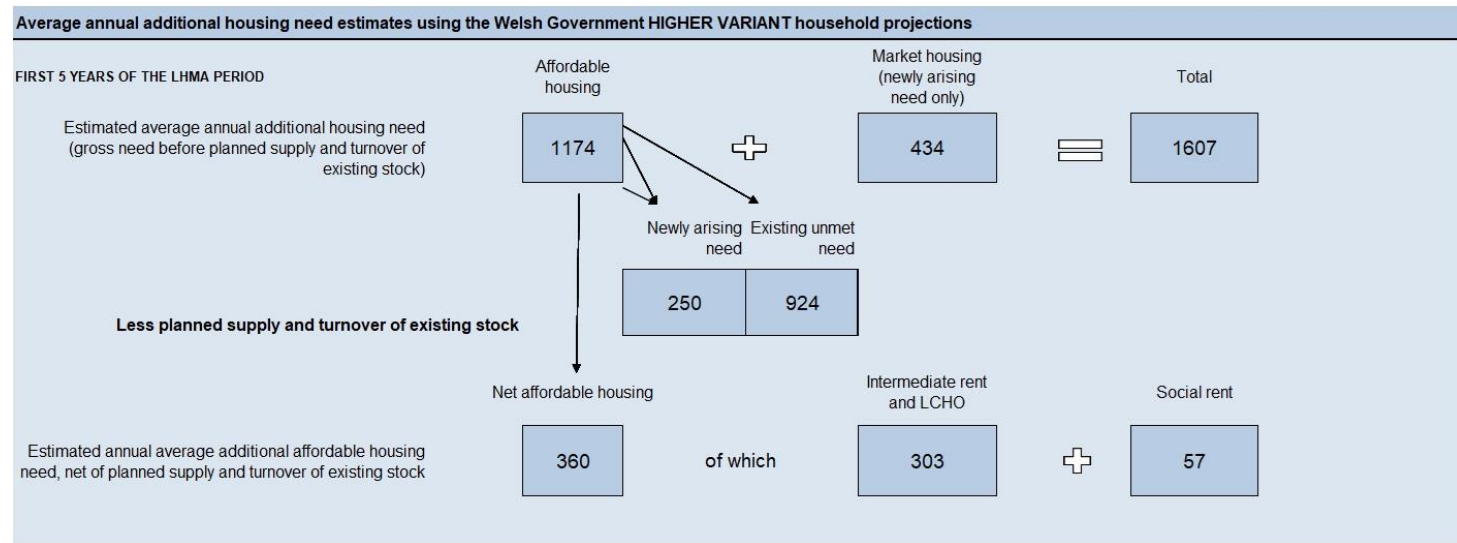 Average annual additional housing need estimates using the Welsh Government HIGHER VARIANT household projections
FIRST 5 YEARS OF THE LHMA PERIOD
Affordable
housing
Market housing
(newly arising
need only)
Total
Estimated average annual additional housing need
(gross need before planned supply and turnover of
existing stock)
1174
434
1607
Newly arising
need
Existing unmet
need
250
924
Less planned supply and turnover of existing stock
Net affordable housing
Intermediate rent
and LCHO
Social rent
Estimated annual average additional affordable housing
need, net of planned supply and turnover of existing stock
360
of which
303
57